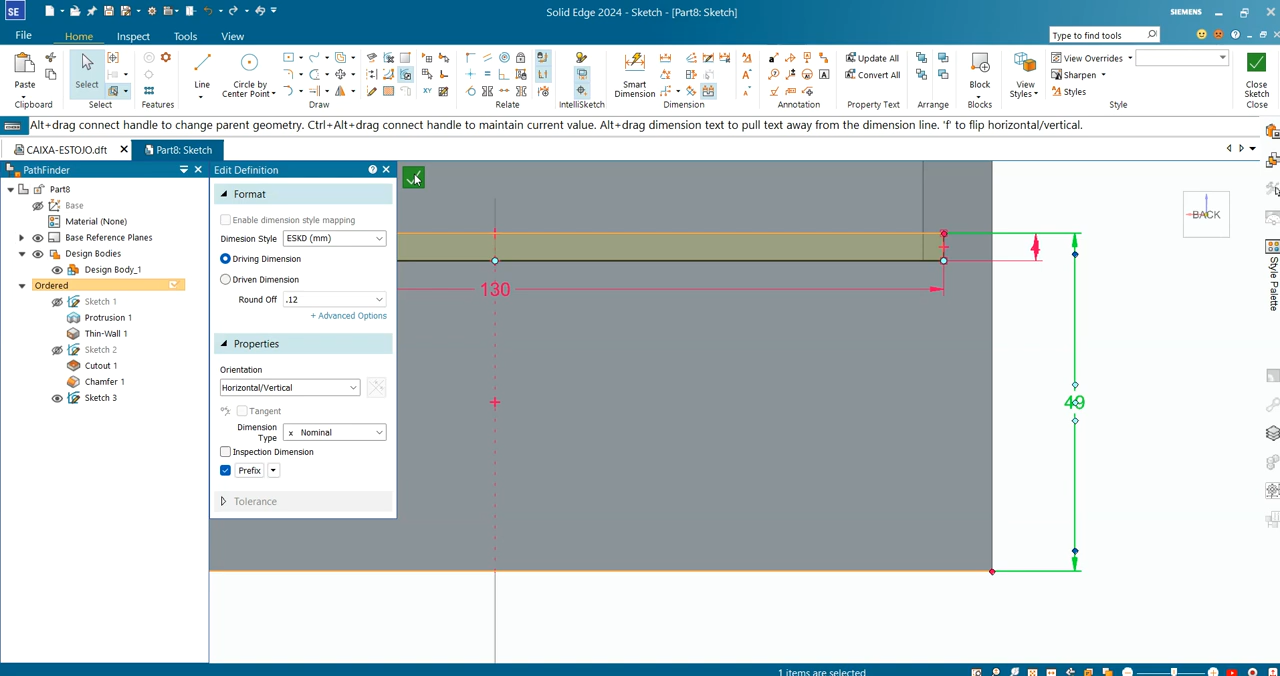 SE
Solid Edge 2024 - Sketch - [Part8: Sketch]
SIEMENS
File
Home
Inspect
Tools
View
Type to find tools
Paste
Select
Line
Circle by
Center Point
Smart
Dimension
Update All
Convert All
Block
View
Styles
View Overrides
Sharpen
Styles
Close
Sketch
Clipboard
Select
Features
Draw
Relate
IntelliSketch
Dimension
Annotation
Property Text
Arrange
Blocks
Style
Close
Alt+drag connect handle to change parent geometry. Ctrl+Alt+drag connect handle to maintain current value. Alt+drag dimension text to pull text away from the dimension line. 'f' to flip horizontal/vertical.
CAIXA-ESTOJO.dft
Part8: Sketch
PathFinder
Part8
Base
Material (None)
Base Reference Planes
Design Bodies
Design Body_1
Ordered
Sketch 1
Protrusion 1
Thin-Wall 1
Sketch 2
Cutout 1
Chamfer 1
Sketch 3
Edit Definition
Format
Enable dimension style mapping
Dimesion Style
ESKD (mm)
Driving Dimension
Driven Dimension
Round Off
.12
+ Advanced Options
Properties
Orientation
Horizontal/Vertical
Tangent
Dimension
Type
x Nominal
Inspection Dimension
Prefix
Tolerance
130
4
49
BACK
Style Palette
1 items are selected